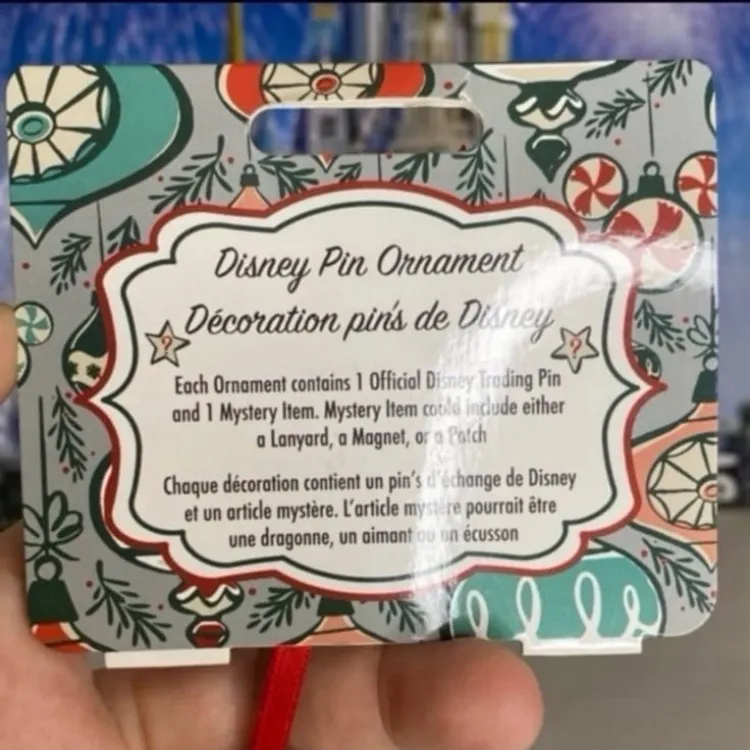 Disney Pin Ornament
Décoration pin's de Disney
? ?
Each Ornament contains 1 Official Disney Trading Pin
and 1 Mystery Item. Mystery Item could include either
a Lanyard, a Magnet, or a Patch
Chaque décoration contient un pin's d'échange de Disney
et un article mystère. L'article mystère pourrait être
une dragonne, un aimant ou un écusson